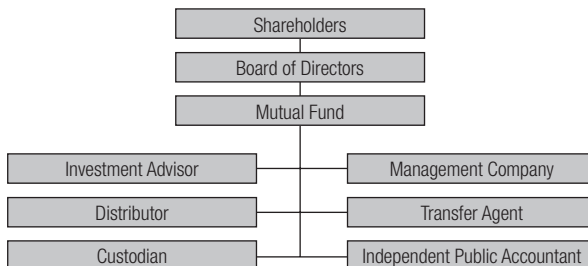 Shareholders
Board of Directors
Mutual Fund
Investment Advisor
Management Company
Distributor
Transfer Agent
Custodian
Independent Public Accountant